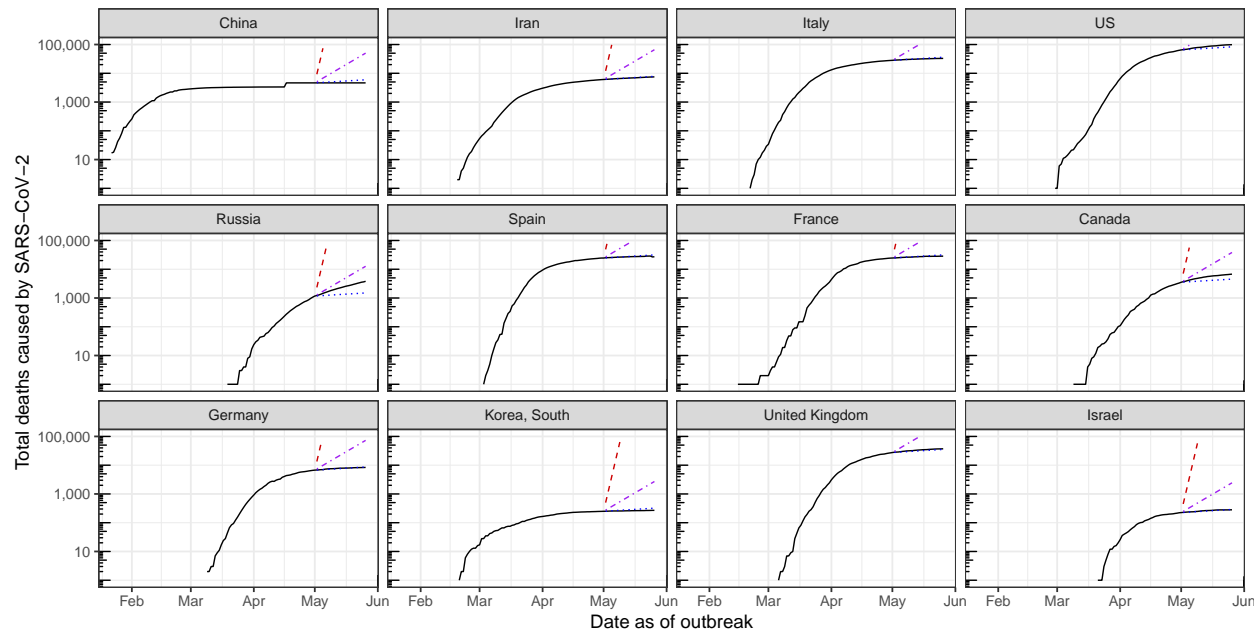 China Iran Italy US
100,000
1,000
10
Russia Spain France Canada
100,000
1,000
10
Germany Korea, South United Kingdom Israel
100,000
1,000
10
Feb Mar Apr May Jun Feb Mar Apr May Jun Feb Mar Apr May Jun Feb Mar Apr May Jun
Date as of outbreak
Total deaths caused by SARS−CoV−2